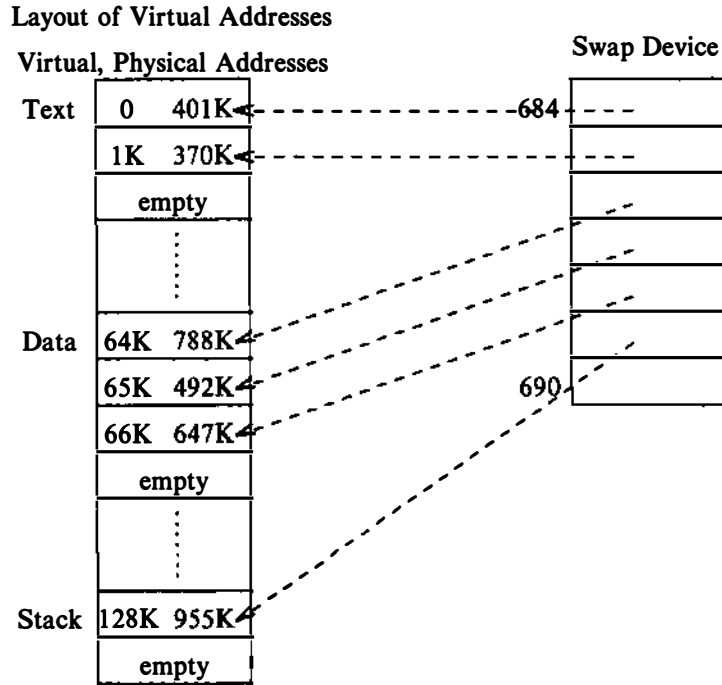 Layout of Virtual Addresses
Virtual, Physical Addresses
Swap Device
Text 0 401K 684
1K 370K
empty
Data 64K 788K
65K 492K 690
66K 647K
empty
Stack 128K 955K
empty